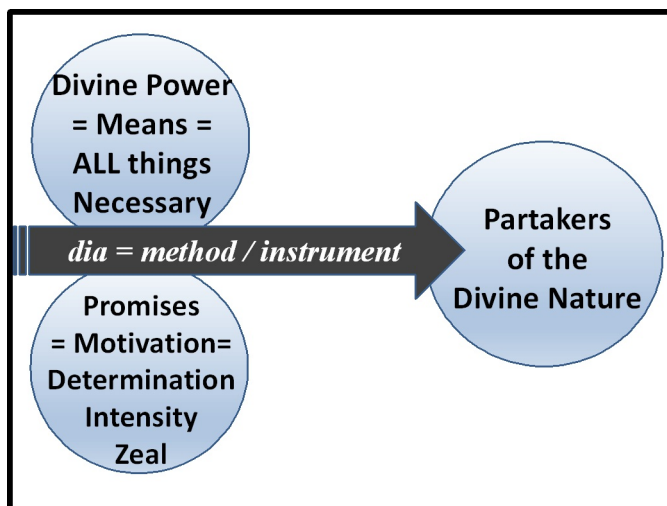 Divine Power
= Means =
ALL things
Necessary
dia = method / instrument
Promises
= Motivation=
Determination
Intensity
Zeal
Partakers
of the
Divine Nature